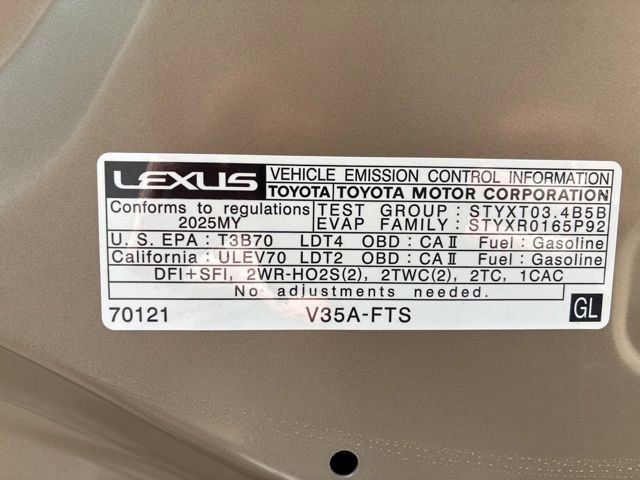 LEXUS VEHICLE EMISSION CONTROL INFORMATION
TOYOTA TOYOTA MOTOR CORPORATION
Conforms to regulations TEST GROUP: STYXT03.4B5B
2025MY EVAP FAMILY: STYXR0165P92
U.S. EPA: T3B70 LDT4 OBD: CAⅡ Fuel: Gasoline
California: ULEV70 LDT2 OBD: CAⅡ Fuel: Gasoline
DFI+SFI, 2WR-HO2S(2), 2TWC(2), 2TC, 1CAC
No adjustments needed.
70121 V35A-FTS GL